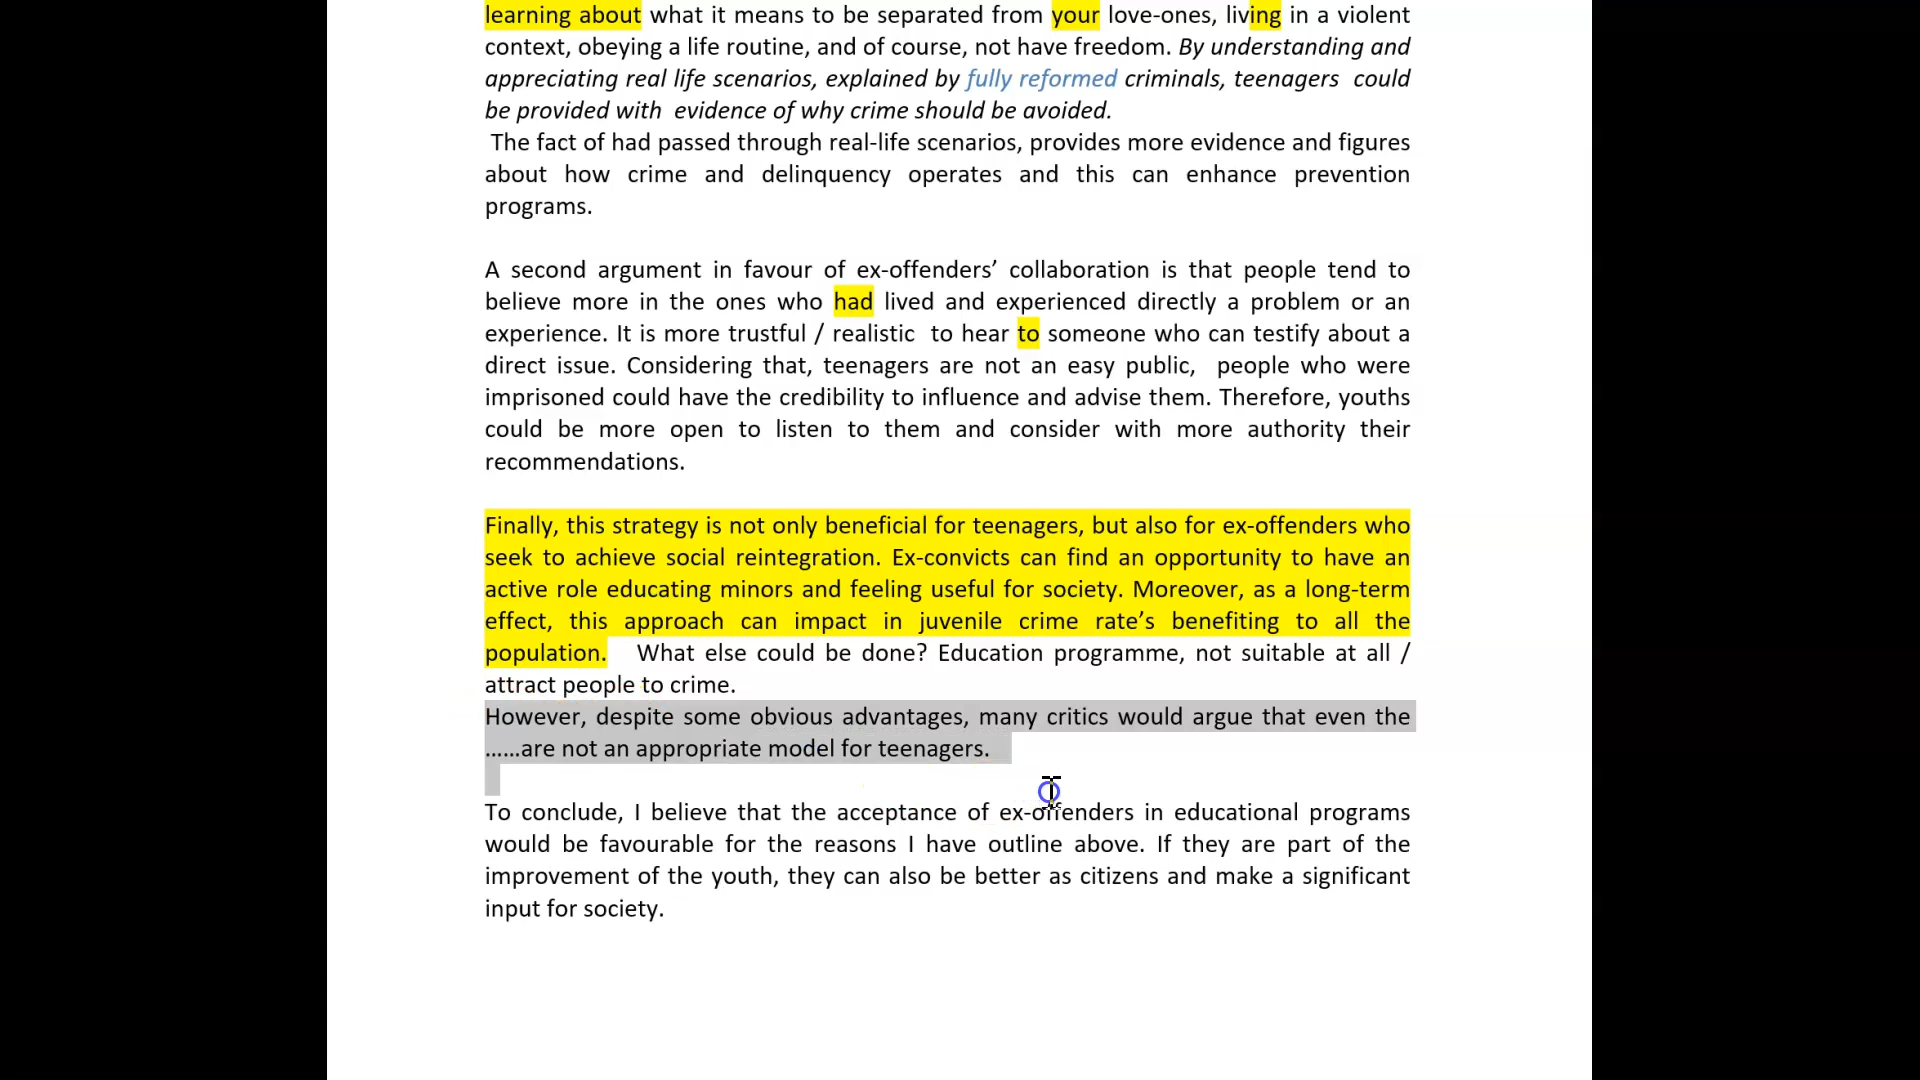 learning about what it means to be separated from your love-ones, living in a violent
context, obeying a life routine, and of course, not have freedom. By understanding and
appreciating real life scenarios, explained by fully reformed criminals, teenagers could
be provided with evidence of why crime should be avoided.
The fact of had passed through real-life scenarios, provides more evidence and figures
about how crime and delinquency operates and this can enhance prevention
programs.
A second argument in favour of ex-offenders’ collaboration is that people tend to
believe more in the ones who had lived and experienced directly a problem or an
experience. It is more trustful / realistic to hear to someone who can testify about a
direct issue. Considering that, teenagers are not an easy public, people who were
imprisoned could have the credibility to influence and advise them. Therefore, youths
could be more open to listen to them and consider with more authority their
recommendations.
Finally, this strategy is not only beneficial for teenagers, but also for ex-offenders who
seek to achieve social reintegration. Ex-convicts can find an opportunity to have an
active role educating minors and feeling useful for society. Moreover, as a long-term
effect, this approach can impact in juvenile crime rate’s benefiting to all the
population. What else could be done? Education programme, not suitable at all /
attract people to crime.
However, despite some obvious advantages, many critics would argue that even the
......are not an appropriate model for teenagers.
To conclude, I believe that the acceptance of ex-offenders in educational programs
would be favourable for the reasons I have outline above. If they are part of the
improvement of the youth, they can also be better as citizens and make a significant
input for society.